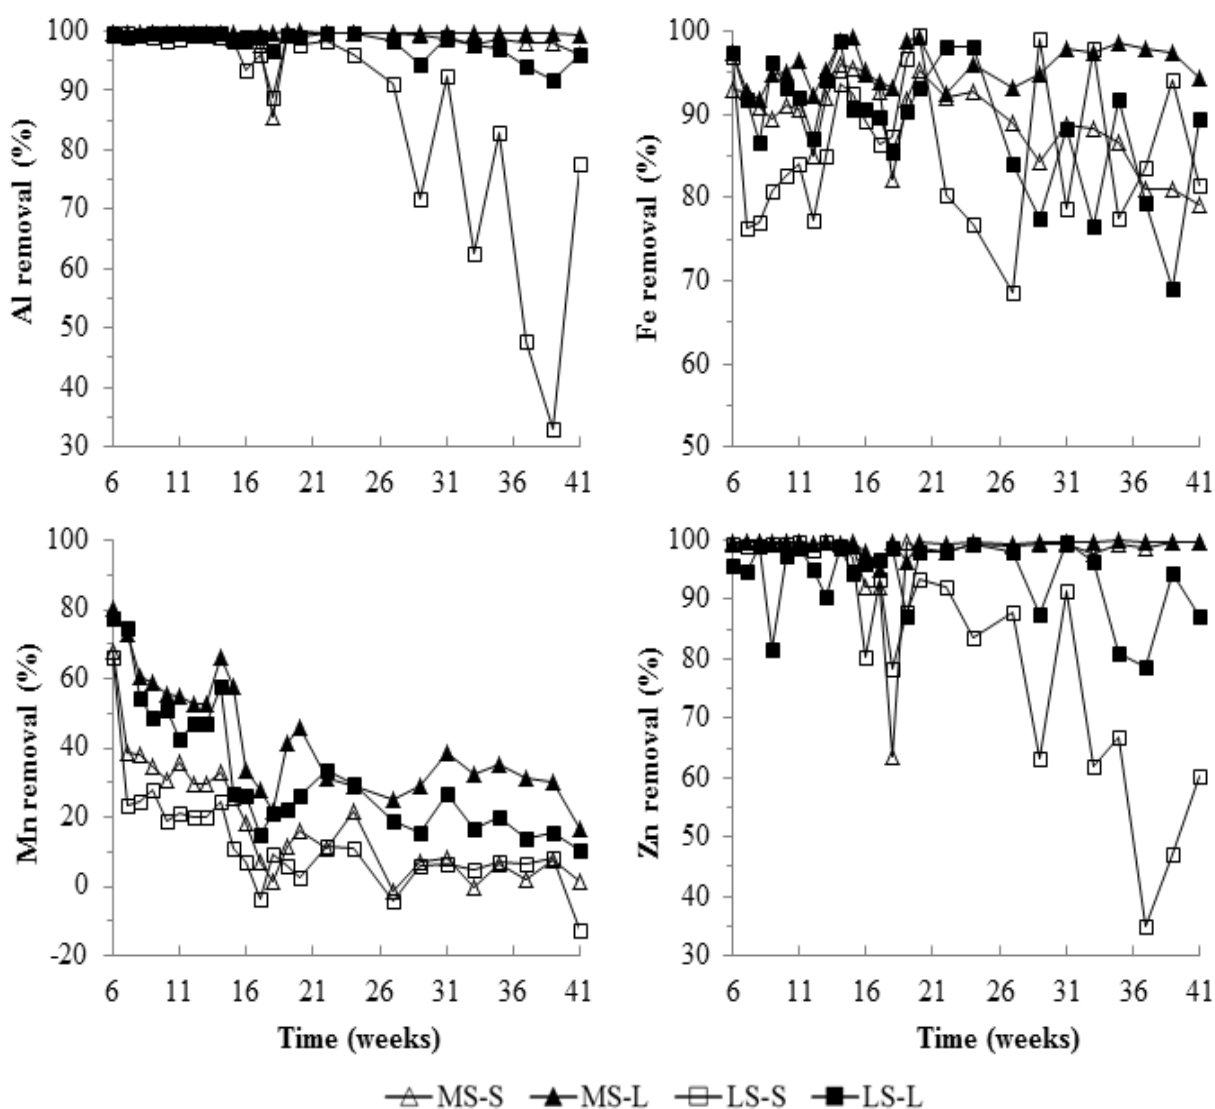 Al removal (%)
100
90
80
70
60
50
40
30
6 11 16 21 26 31 36 41
Fe removal (%)
100
90
80
70
60
50
6 11 16 21 26 31 36 41
Mn removal (%)
100
80
60
40
20
0
-20
6 11 16 21 26 31 36 41
Time (weeks)
Zn removal (%)
100
90
80
70
60
50
40
30
6 11 16 21 26 31 36 41
Time (weeks)
MS-S MS-L LS-S LS-L